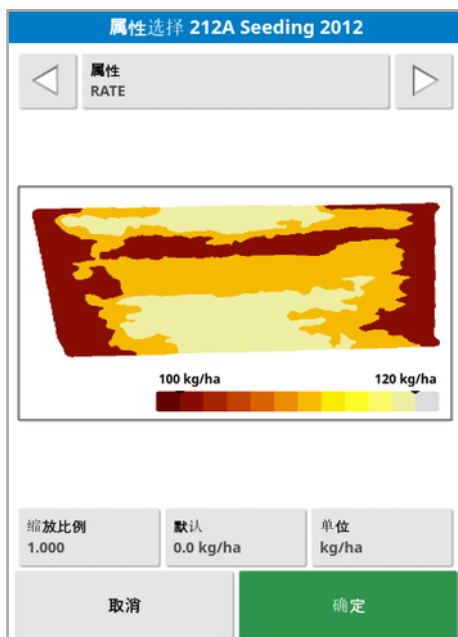 属性选择 212A Seeding 2012
属性
RATE
100 kg/ha 120 kg/ha
缩放比例 默认 单位
1.000 0.0 kg/ha kg/ha
取消 确定